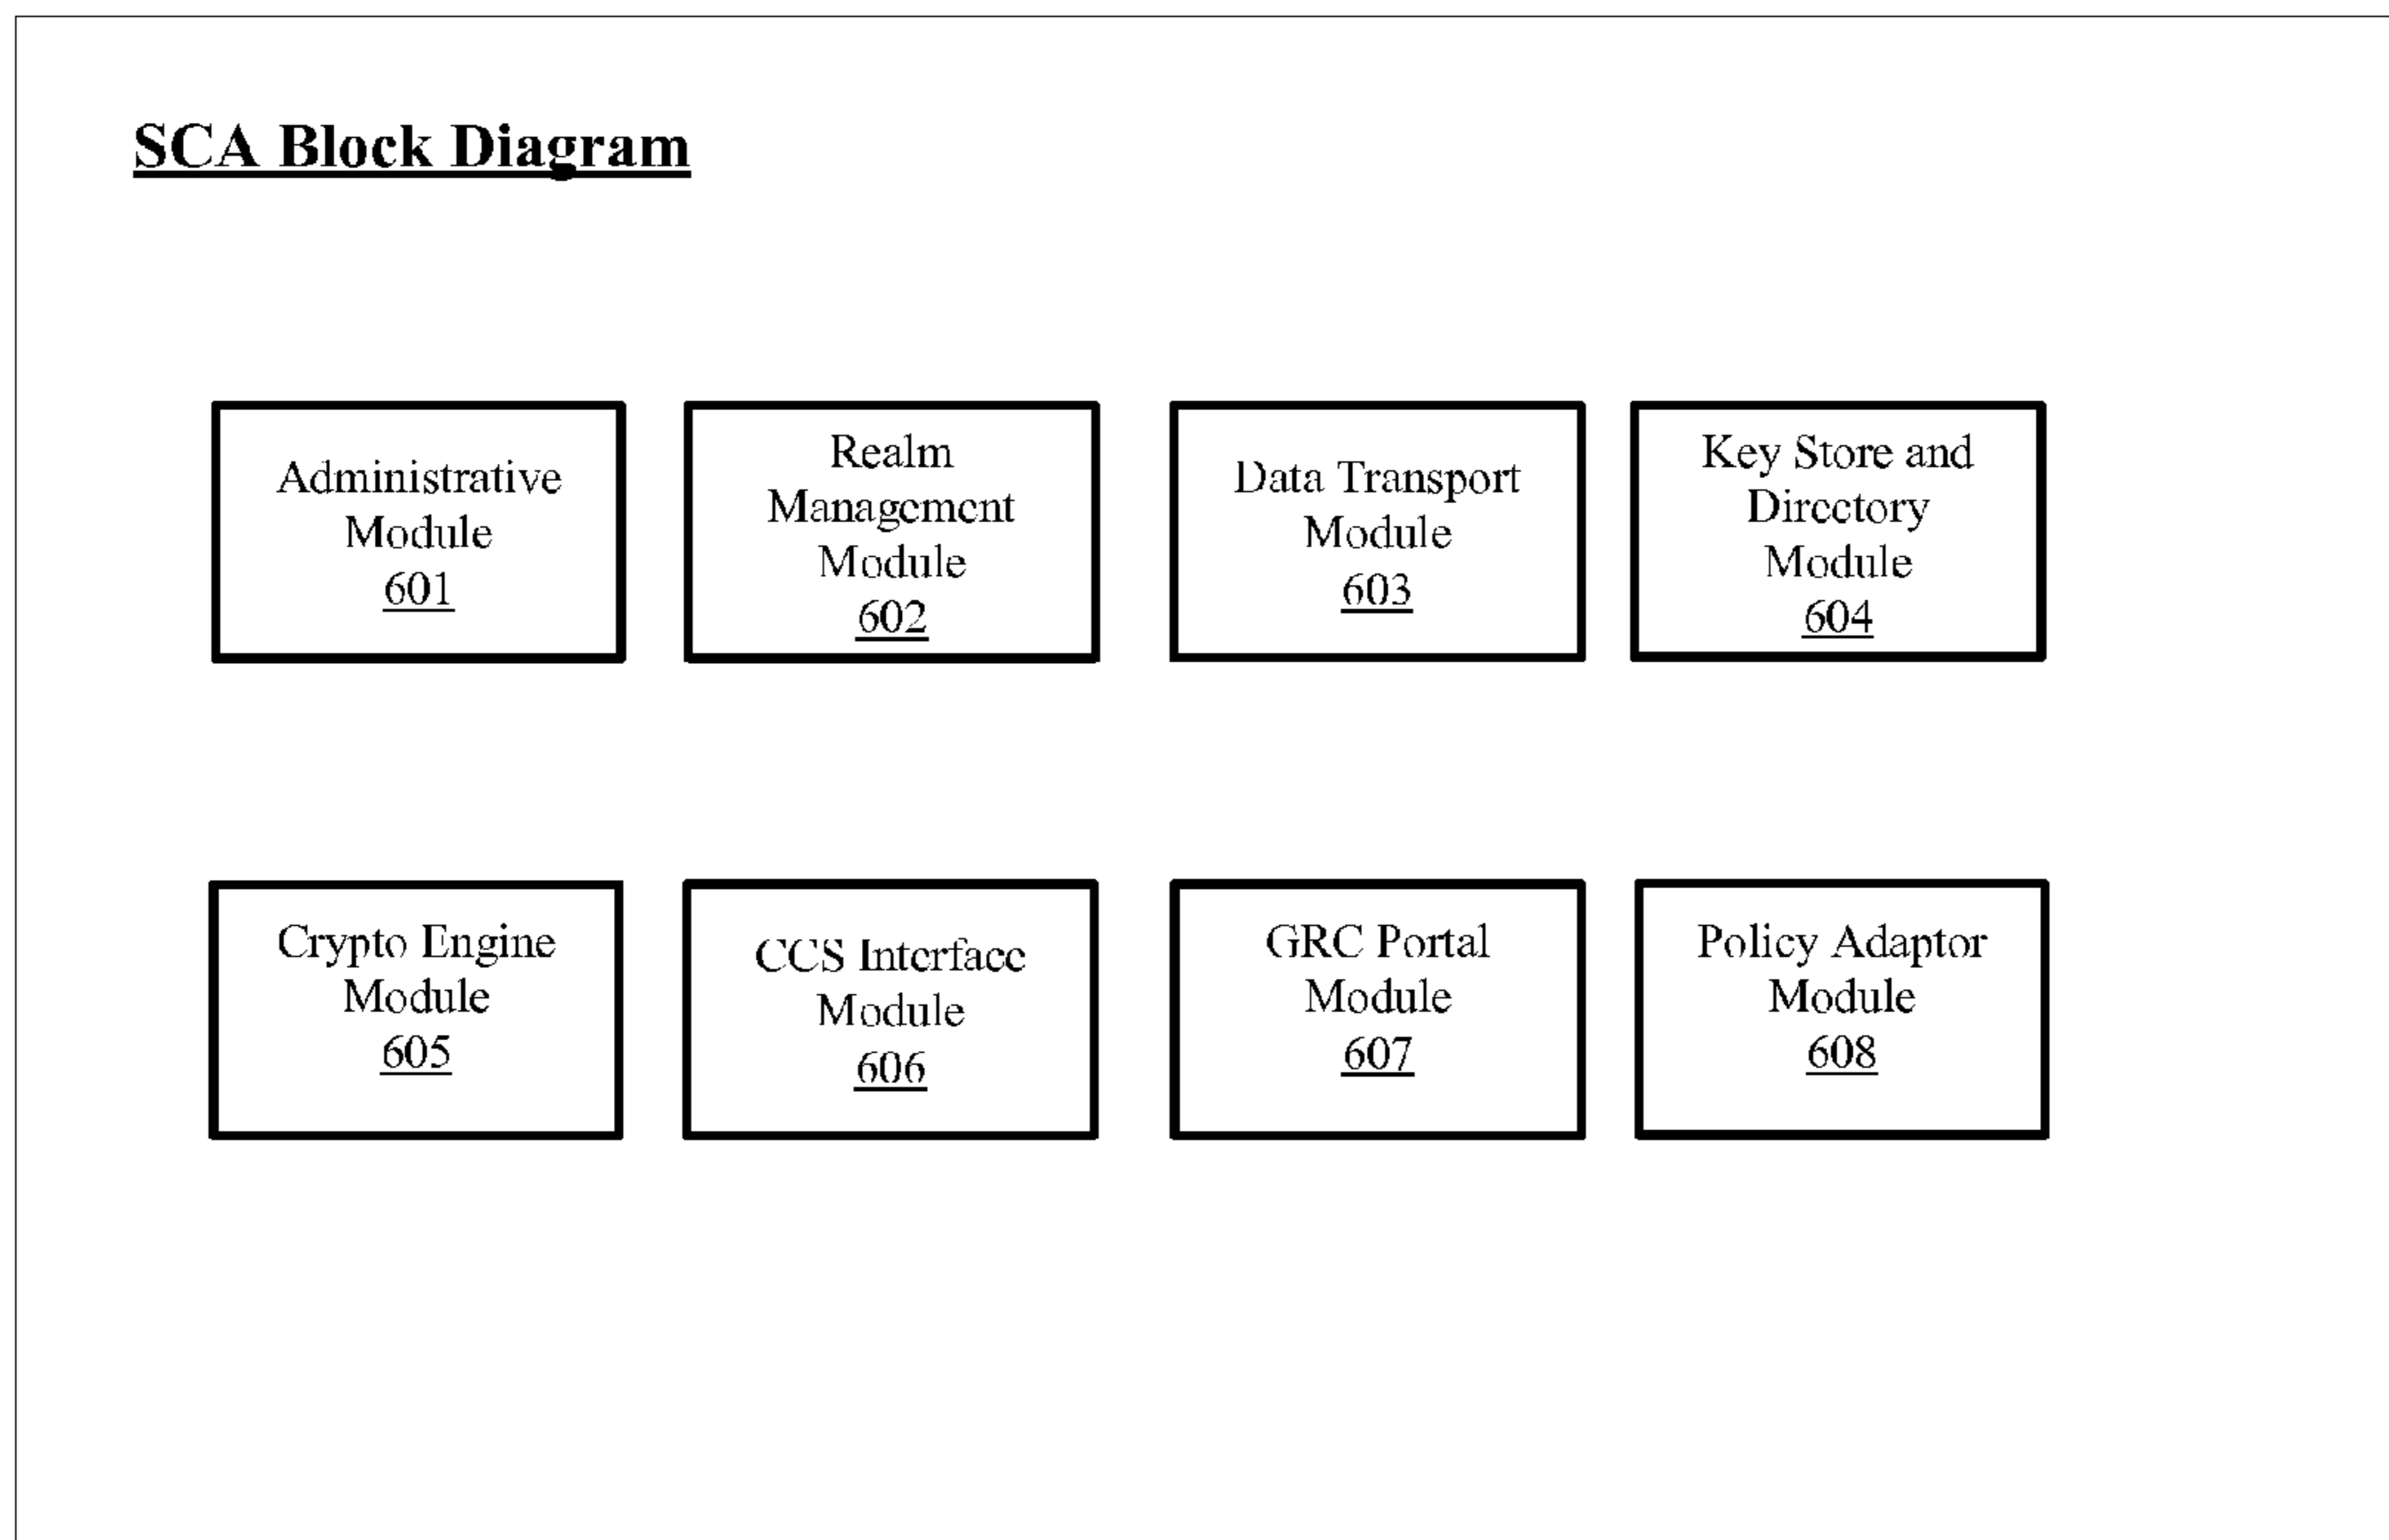 SCA Block Diagram
Administrative
Module
601
Realm
Management
Module
602
Data Transport
Module
603
Key Store and
Directory
Module
604
Crypto Engine
Module
605
CCS Interface
Module
606
GRC Portal
Module
607
Policy Adaptor
Module
608